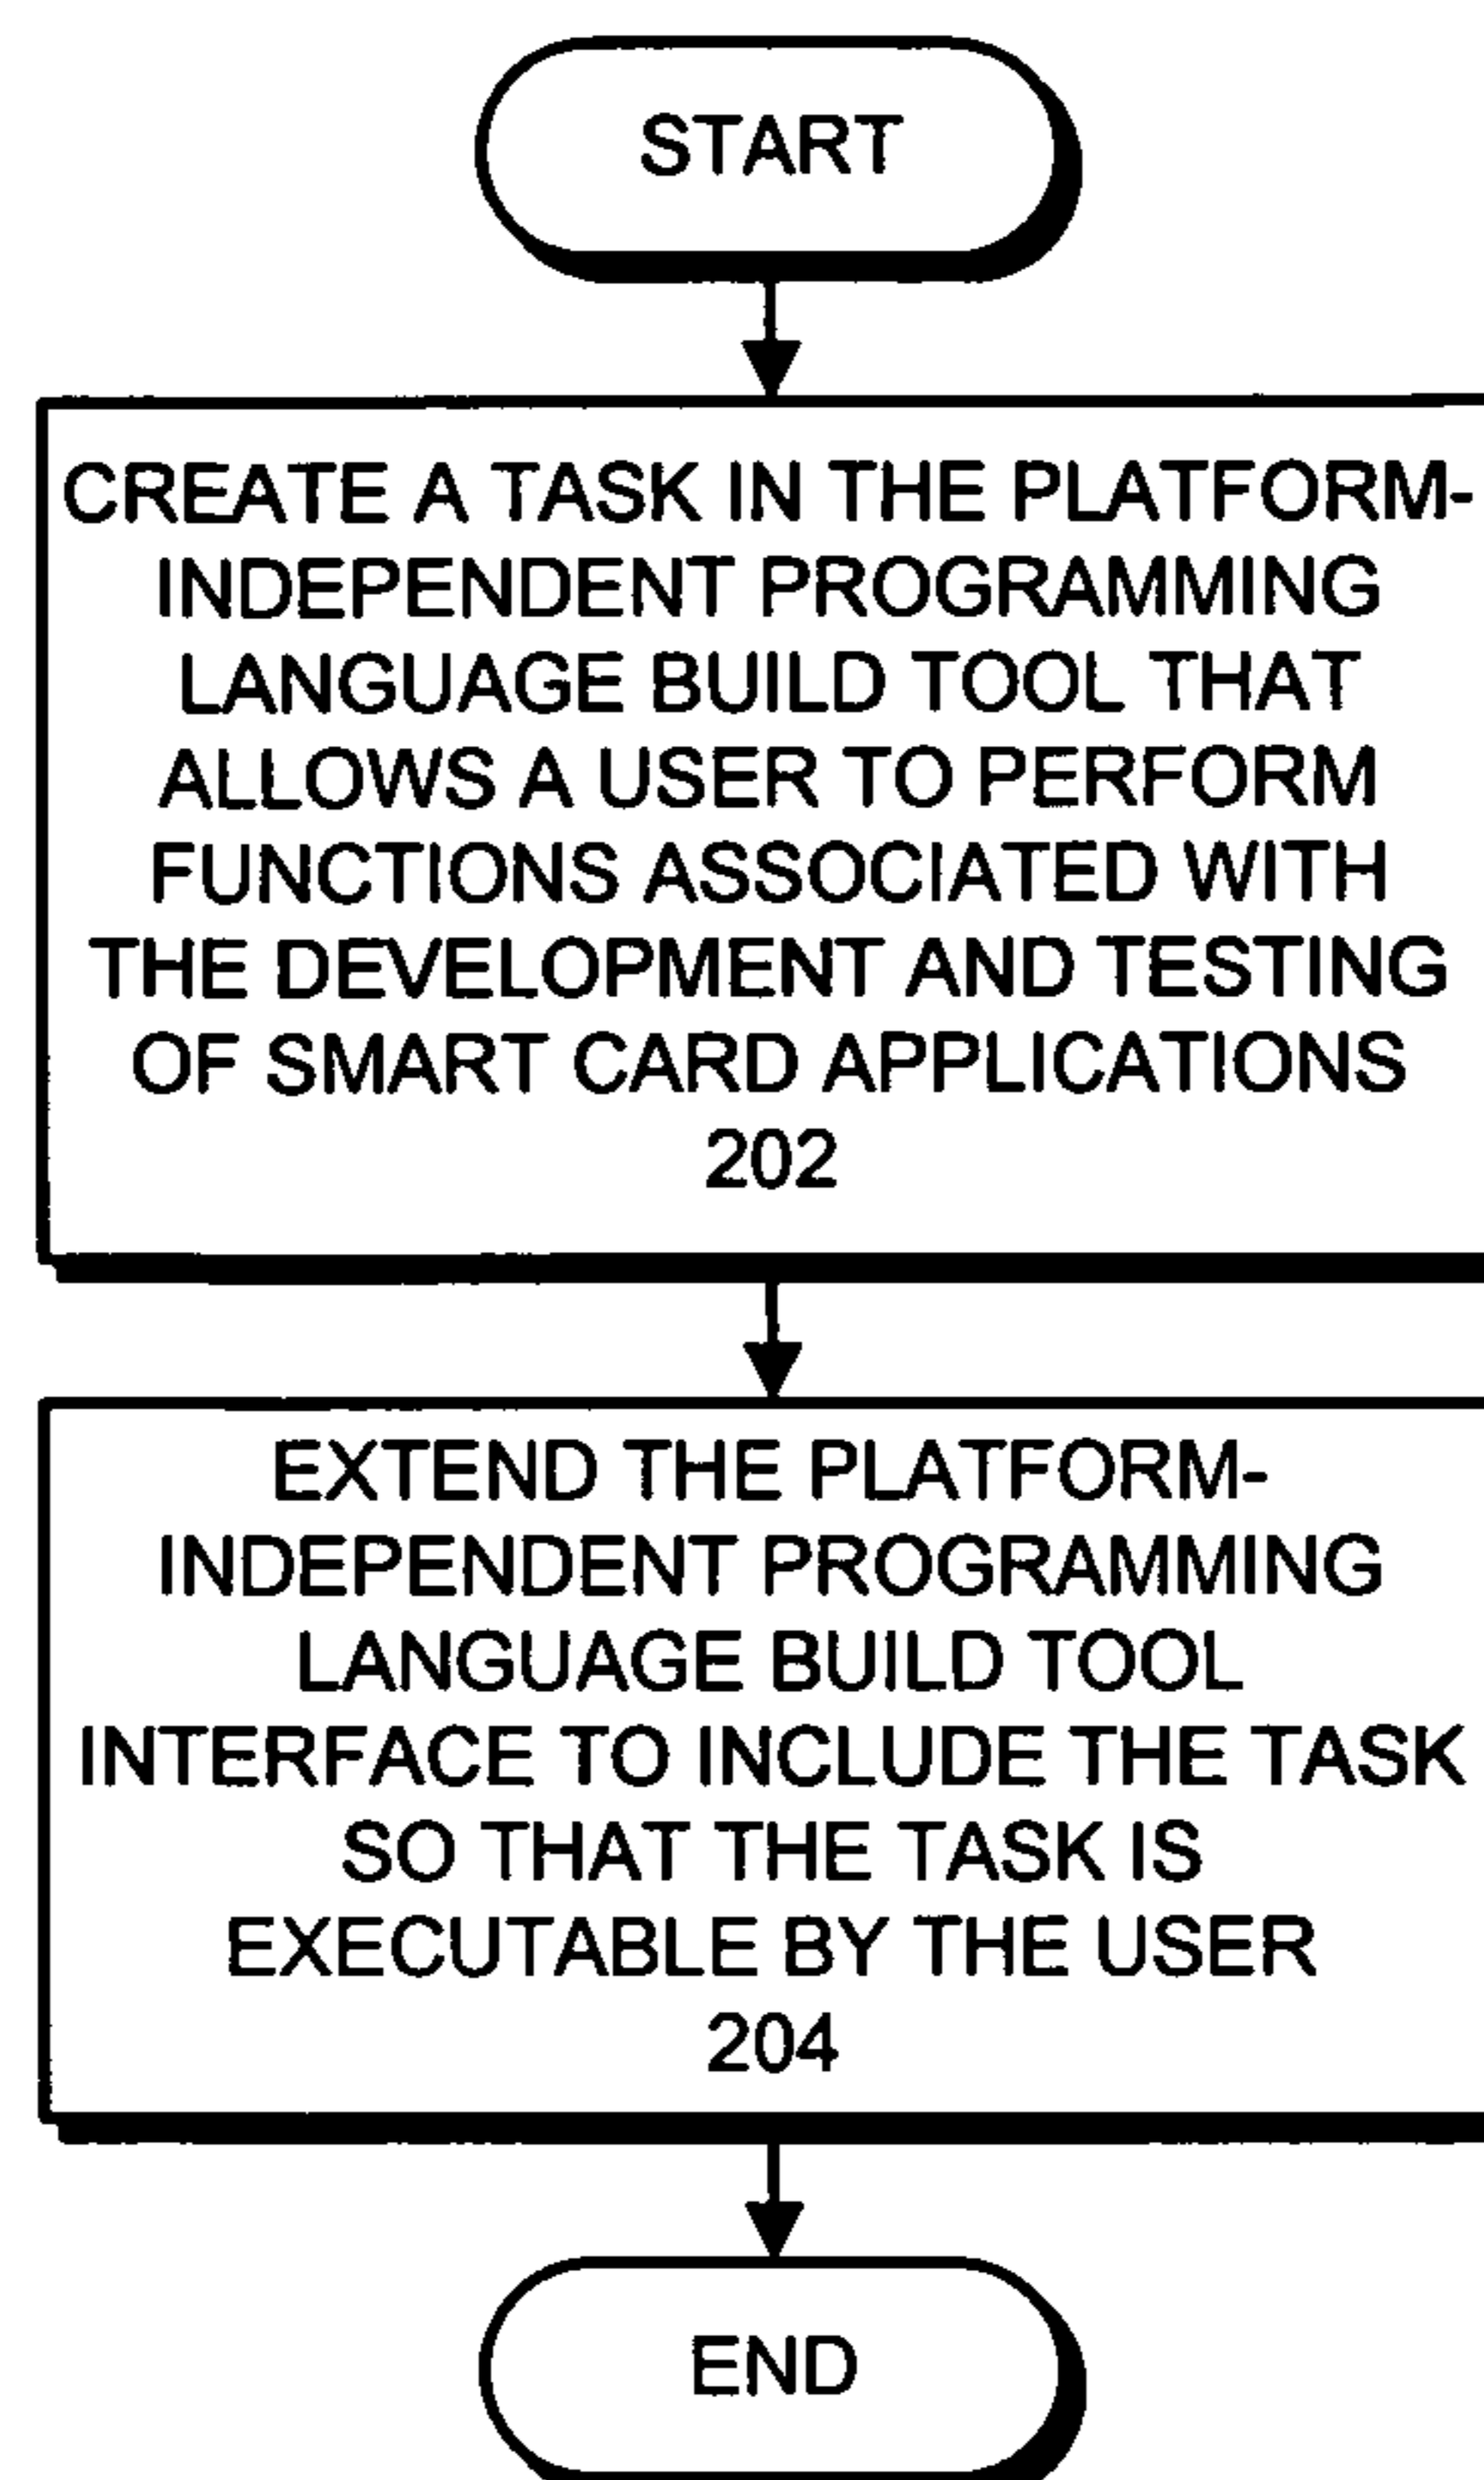 START
CREATE A TASK IN THE PLATFORM-
INDEPENDENT PROGRAMMING
LANGUAGE BUILD TOOL THAT
ALLOWS A USER TO PERFORM
FUNCTIONS ASSOCIATED WITH
THE DEVELOPMENT AND TESTING
OF SMART CARD APPLICATIONS
202
EXTEND THE PLATFORM-
INDEPENDENT PROGRAMMING
LANGUAGE BUILD TOOL
INTERFACE TO INCLUDE THE TASK
SO THAT THE TASK IS
EXECUTABLE BY THE USER
204
END